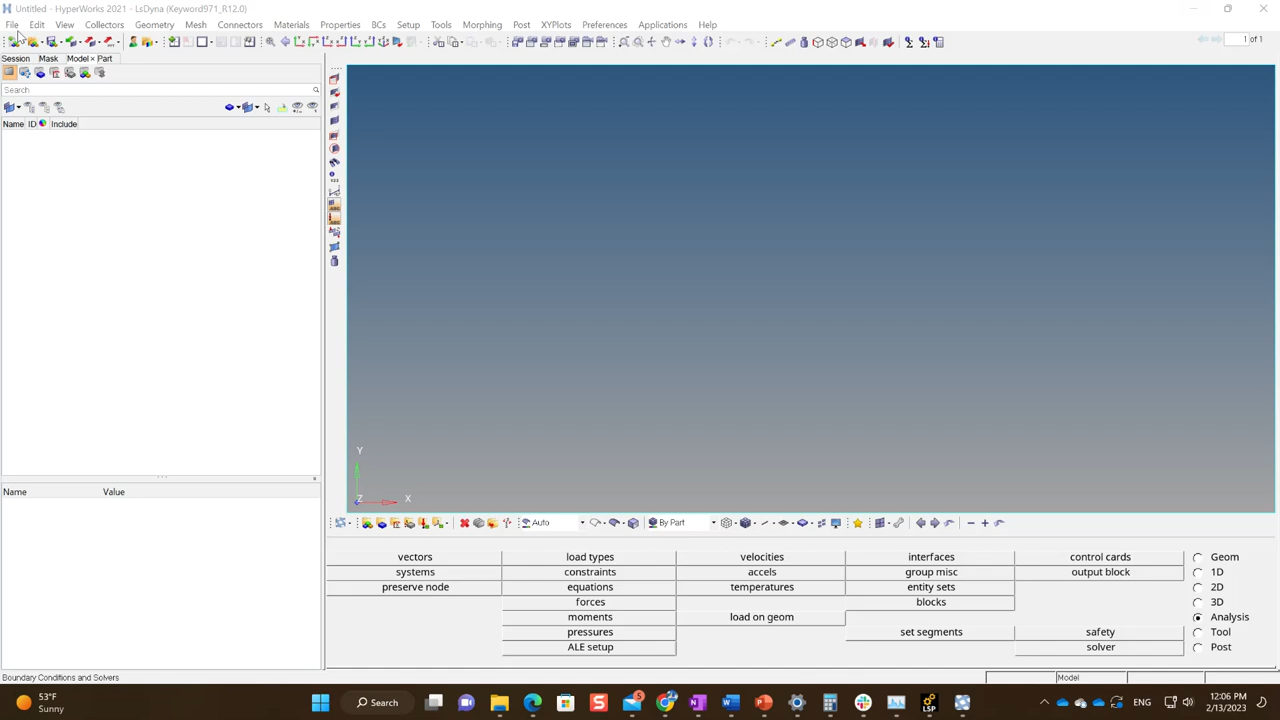 Untitled - HyperWorks 2021 - LsDyna (Keyword971_R12.0)
File Edit View Collectors Geometry Mesh Connectors Materials Properties BCs Setup Tools Morphing Post XYPlots Preferences Applications Help
1 of 1
Session Mask Model × Part
Search
Name ID Include
Y
Z X
Name Value
Auto By Part
vectors load types velocities interfaces control cards Geom
systems constraints accels group misc output block 1D
preserve node equations temperatures entity sets 2D
forces blocks 3D
moments load on geom Analysis
pressures set segments safety Tool
ALE setup solver Post
Boundary Conditions and Solvers Model
53°F
Sunny
Search
5
LSP
ENG
12:06 PM
2/13/2023